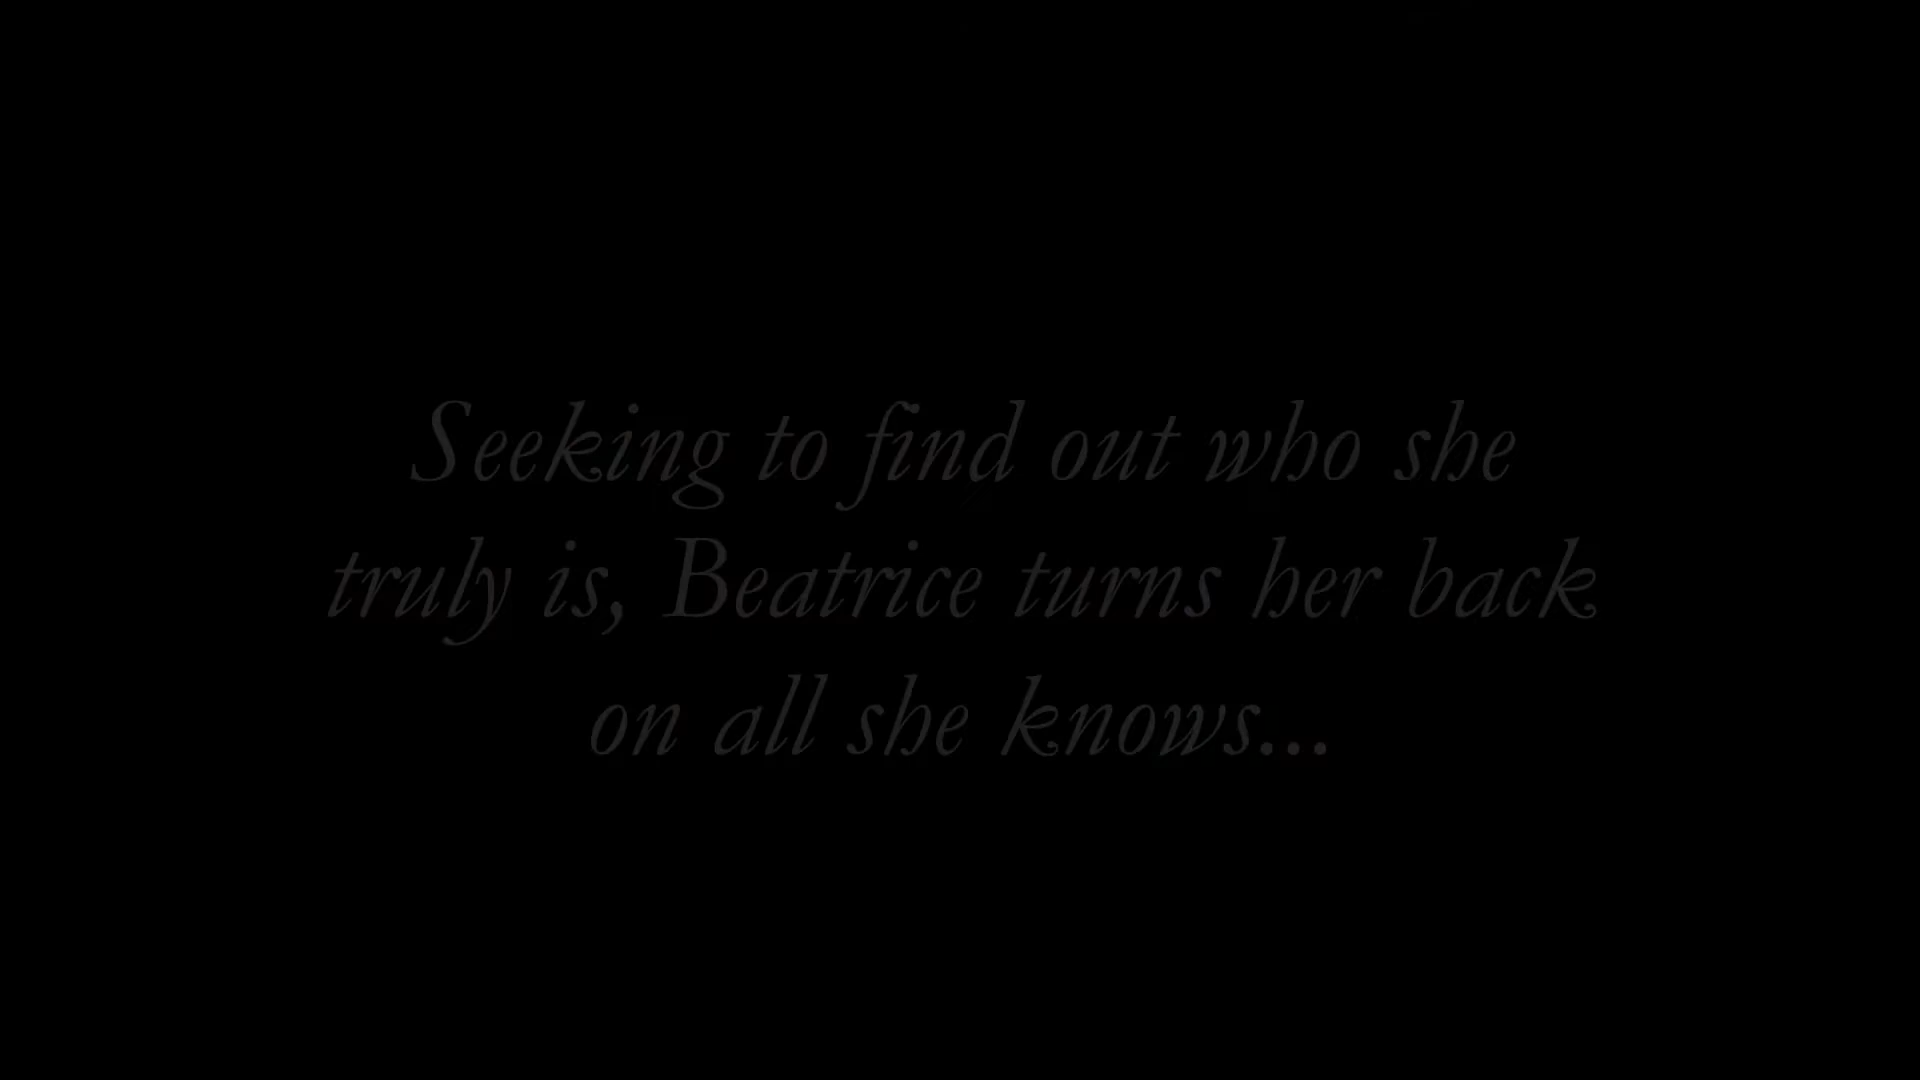 Seeking to find out who she
truly is, Beatrice turns her back
on all she knows...